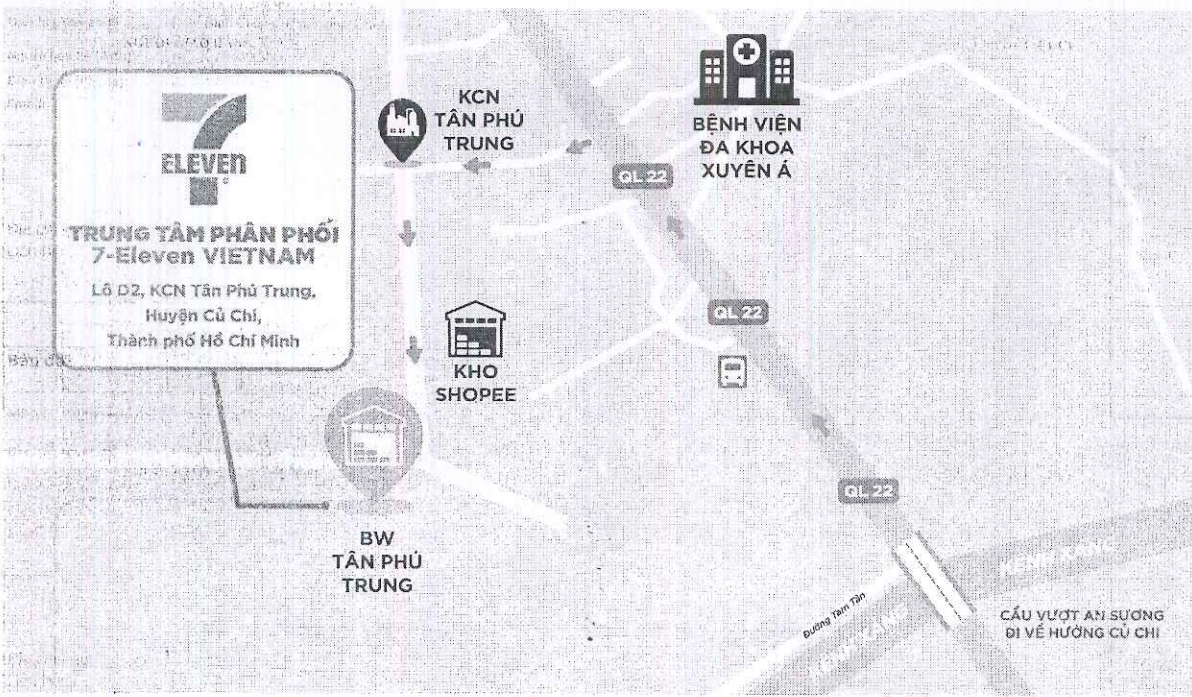 7
ELEVEN
TRUNG TÂM PHÂN PHỐI
7-Eleven VIETNAM
Lô D2, KCN Tân Phú Trung,
Huyện Củ Chi,
Thành phố Hồ Chí Minh
KCN
TÂN PHÚ
TRUNG
BỆNH VIỆN
ĐA KHOA
XUYÊN Á
QL 22
QL 22
KHO
SHOPEE
QL 22
BW
TÂN PHÚ
TRUNG
Đường Tam Tân
CẦU VƯỢT AN SƯƠNG
ĐI VỀ HƯỚNG CỦ CHI